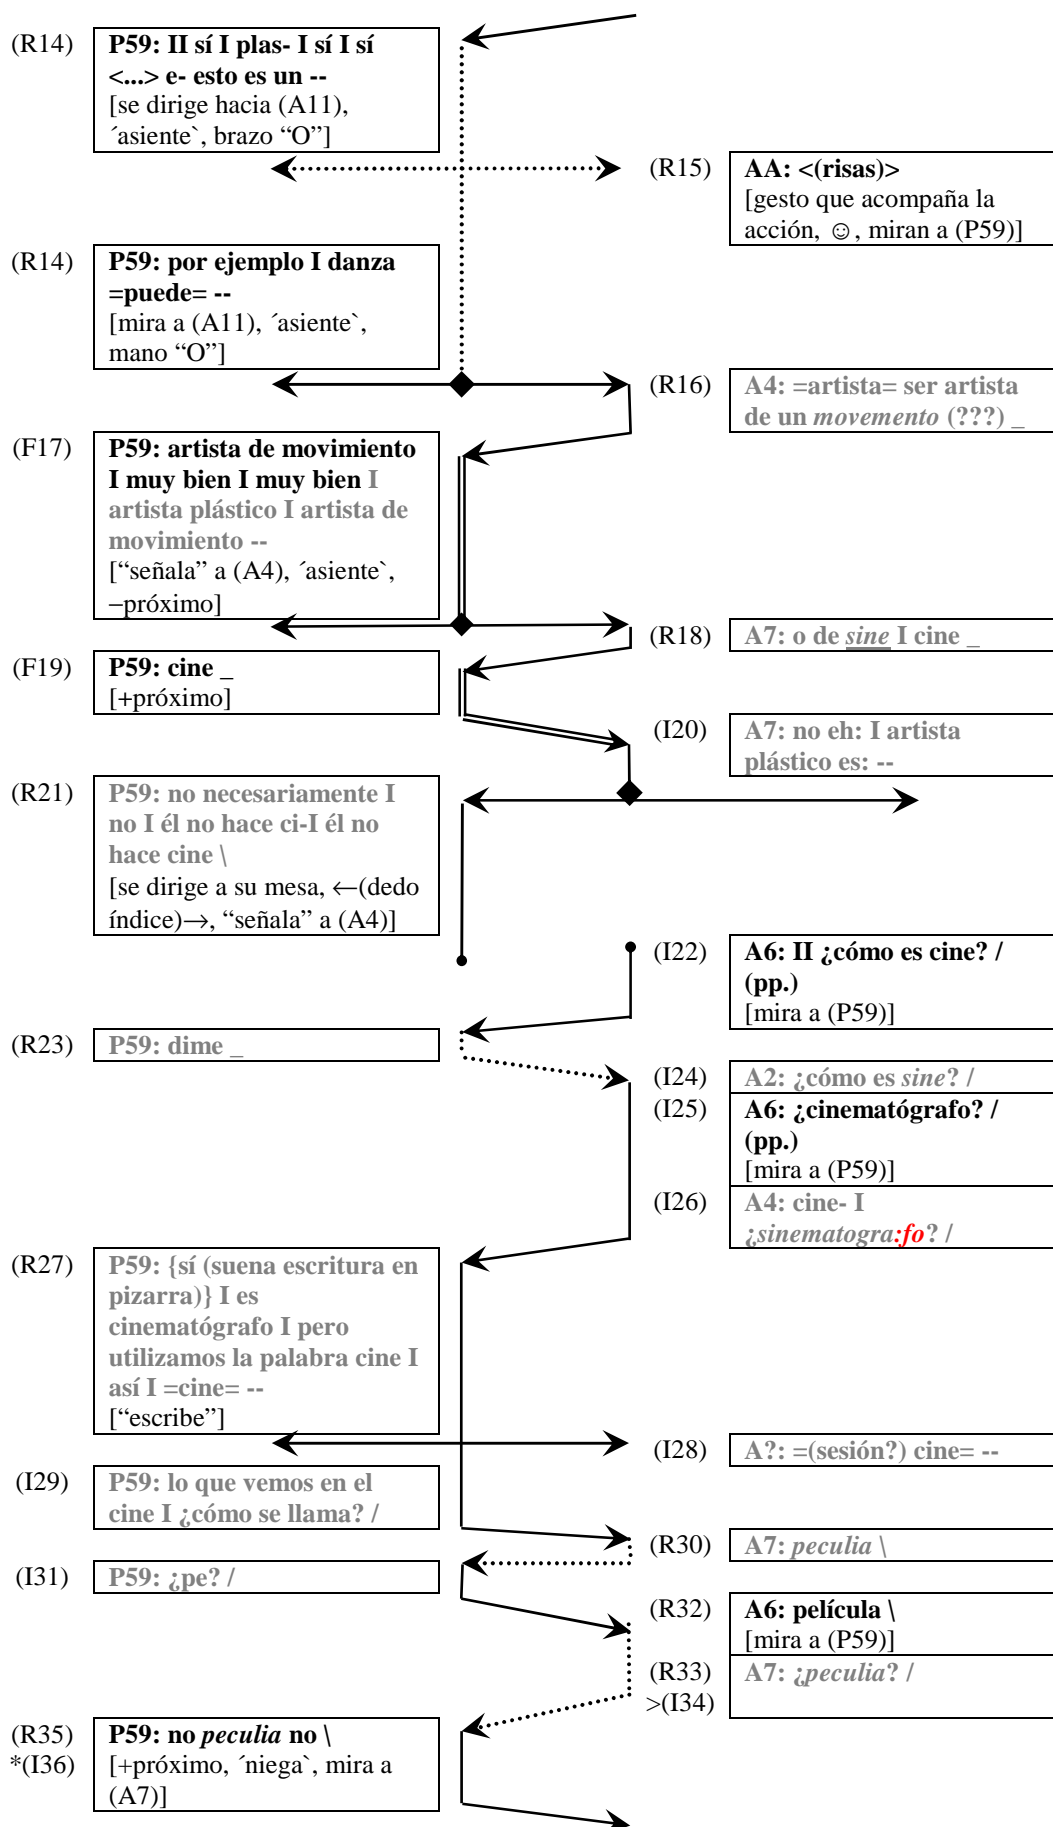 (R14)
P59: II sí I plas- I sí I sí
<...> e- esto es un --
[se dirige hacia (A11),
´asiente`, brazo “O”]
(R15)
AA: <(risas)>
[gesto que acompaña la
acción, ☺, miran a (P59)]
(R14)
P59: por ejemplo I danza
=puede= --
[mira a (A11), ´asiente`,
mano “O”]
(R16)
A4: =artista= ser artista
de un movemento (???) _
(F17)
P59: artista de movimiento
I muy bien I muy bien I
artista plástico I artista de
movimiento --
[“señala” a (A4), ´asiente`,
−próximo]
(R18)
A7: o de sine I cine _
(F19)
P59: cine _
[+próximo]
(I20)
A7: no eh: I artista
plástico es: --
(R21)
P59: no necesariamente I
no I él no hace ci-I él no
hace cine \
[se dirige a su mesa, ←(dedo
índice)→, “señala” a (A4)]
(I22)
A6: II ¿cómo es cine? /
(pp.)
[mira a (P59)]
(R23)
P59: dime _
(I24)
A2: ¿cómo es sine? /
(I25)
A6: ¿cinematógrafo? /
(pp.)
[mira a (P59)]
(I26)
A4: cine- I
¿sinematogra:fo? /
(R27)
P59: {sí (suena escritura en
pizarra)} I es
cinematógrafo I pero
utilizamos la palabra cine I
así I =cine= --
[“escribe”]
(I28)
A?: =(sesión?) cine= --
(I29)
P59: lo que vemos en el
cine I ¿cómo se llama? /
(R30)
A7: peculia \
(I31)
P59: ¿pe? /
(R32)
A6: película \
[mira a (P59)]
(R33)
>(I34)
A7: ¿peculia? /
(R35)
*(I36)
P59: no peculia no \
[+próximo, ´niega`, mira a
(A7)]